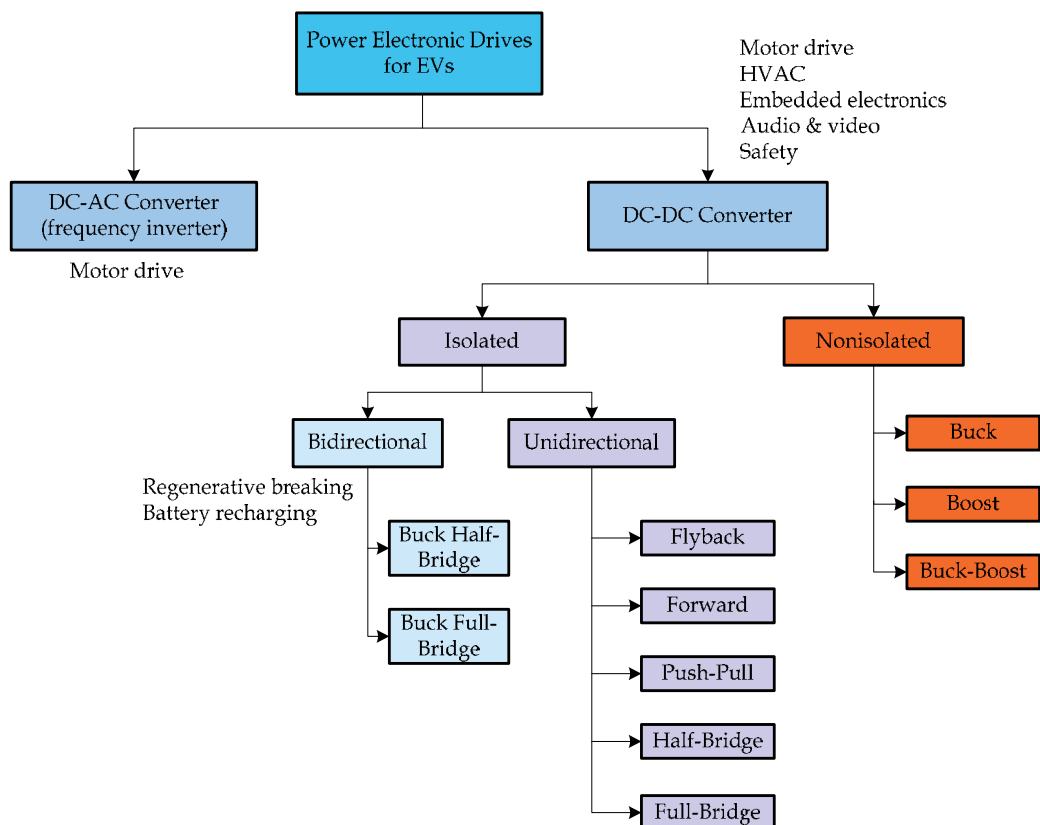 Power Electronic Drives
for EVs
Motor drive
HVAC
Embedded electronics
Audio & video
Safety
DC-AC Converter
(frequency inverter)
Motor drive
DC-DC Converter
Isolated
Nonisolated
Bidirectional
Regenerative breaking
Battery recharging
Unidirectional
Buck Half-
Bridge
Buck Full-
Bridge
Flyback
Forward
Push-Pull
Half-Bridge
Full-Bridge
Buck
Boost
Buck-Boost